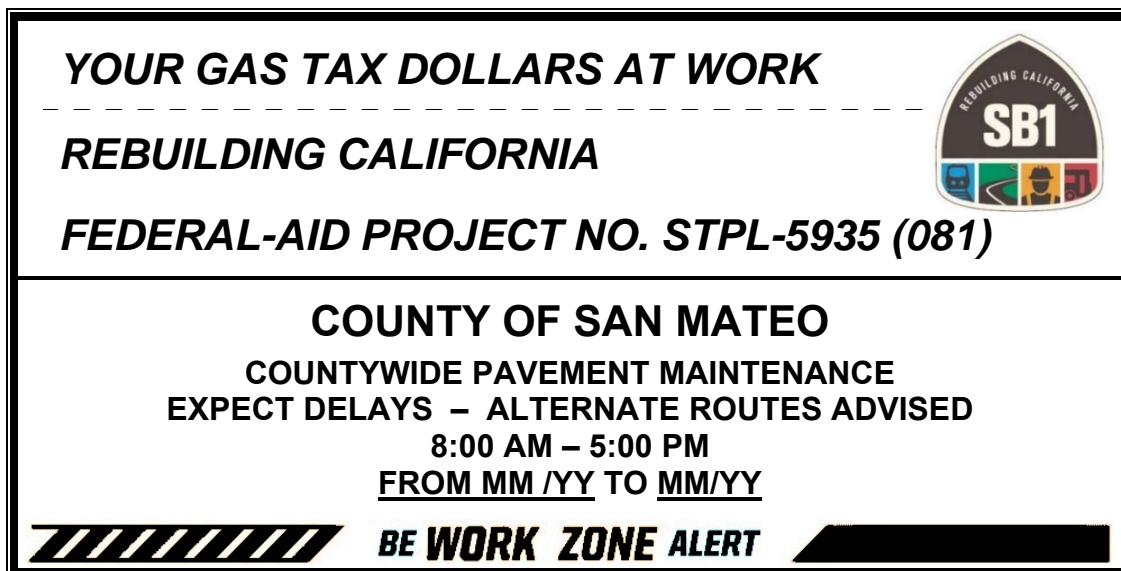 YOUR GAS TAX DOLLARS AT WORK
REBUILDING CALIFORNIA
SB1
REBUILDING CALIFORNIA
FEDERAL-AID PROJECT NO. STPL-5935 (081)
COUNTY OF SAN MATEO
COUNTYWIDE PAVEMENT MAINTENANCE
EXPECT DELAYS – ALTERNATE ROUTES ADVISED
8:00 AM – 5:00 PM
FROM MM /YY TO MM/YY
BE WORK ZONE ALERT